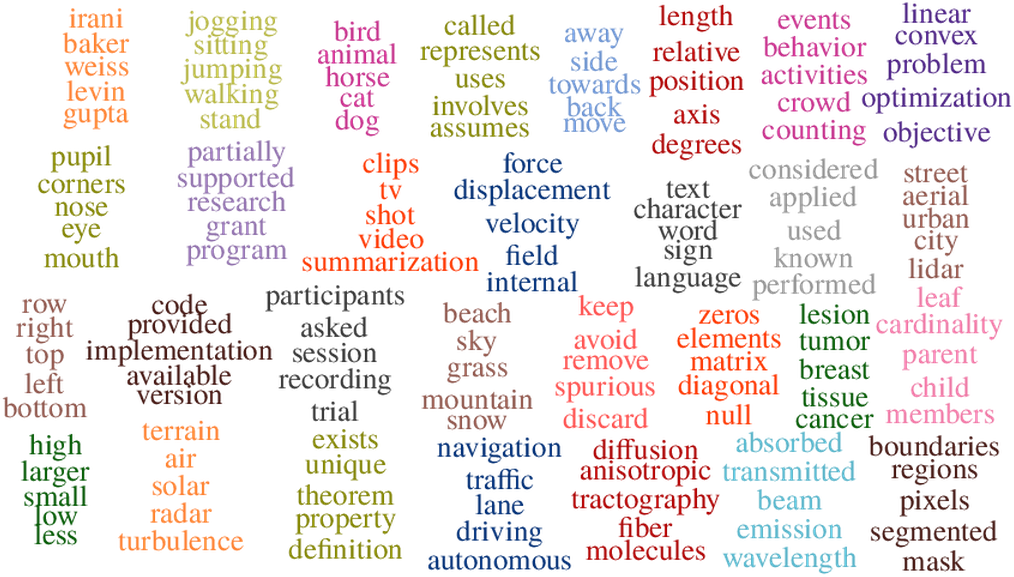 irani
baker
weiss
levin
gupta
jogging
sitting
jumping
walking
stand
bird
animal
horse
cat
dog
called
represents
uses
involves
assumes
away
side
towards
back
move
length
relative
position
axis
degrees
events
behavior
activities
crowd
counting
linear
convex
problem
optimization
objective
pupil
corners
nose
eye
mouth
partially
supported
research
grant
program
clips
tv
shot
video
summarization
force
displacement
velocity
field
internal
text
character
word
sign
language
considered
applied
used
known
performed
street
aerial
urban
city
lidar
row
right
top
left
bottom
code
provided
implementation
available
version
participants
asked
session
recording
trial
beach
sky
grass
mountain
snow
keep
avoid
remove
spurious
discard
zeros
elements
matrix
diagonal
null
lesion
tumor
breast
tissue
cancer
leaf
cardinality
parent
child
members
high
larger
small
low
less
terrain
air
solar
radar
turbulence
exists
unique
theorem
property
definition
navigation
traffic
lane
driving
autonomous
diffusion
anisotropic
tractography
fiber
molecules
absorbed
transmitted
beam
emission
wavelength
boundaries
regions
pixels
segmented
mask